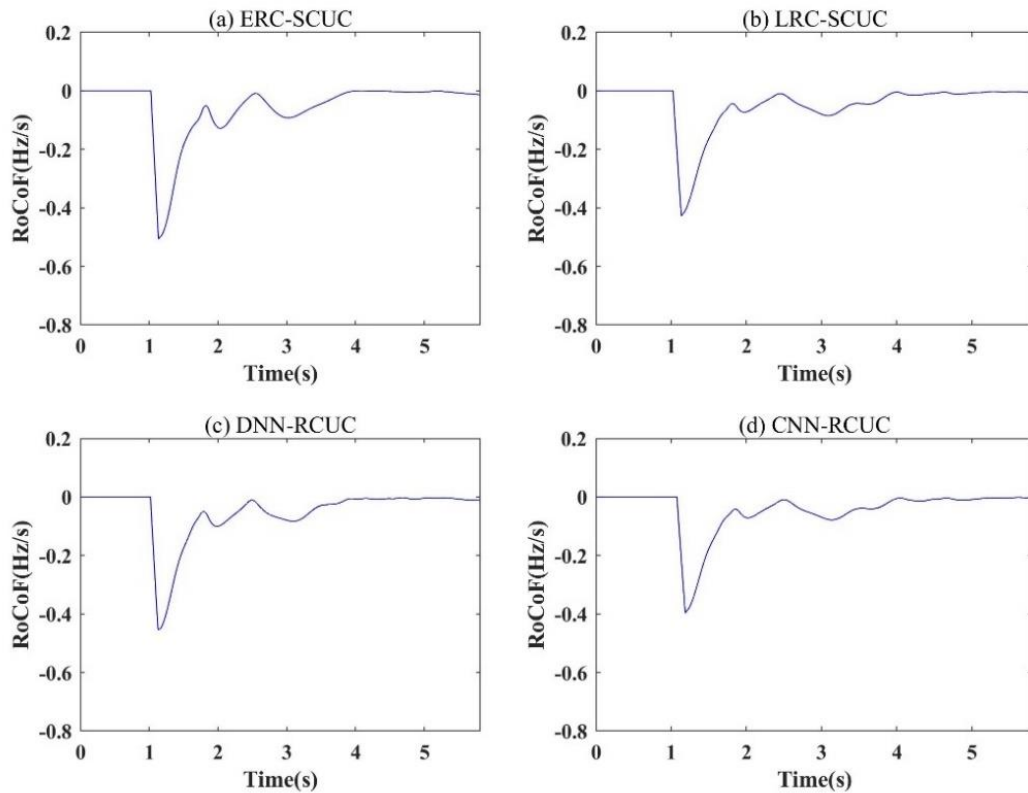 (a) ERC-SCUC
0.2
0
-0.2
-0.4
-0.6
-0.8
RoCoF(Hz/s)
0 1 2 3 4 5
Time(s)
(b) LRC-SCUC
0.2
0
-0.2
-0.4
-0.6
-0.8
RoCoF(Hz/s)
0 1 2 3 4 5
Time(s)
(c) DNN-RCUC
0.2
0
-0.2
-0.4
-0.6
-0.8
RoCoF(Hz/s)
0 1 2 3 4 5
Time(s)
(d) CNN-RCUC
0.2
0
-0.2
-0.4
-0.6
-0.8
RoCoF(Hz/s)
0 1 2 3 4 5
Time(s)